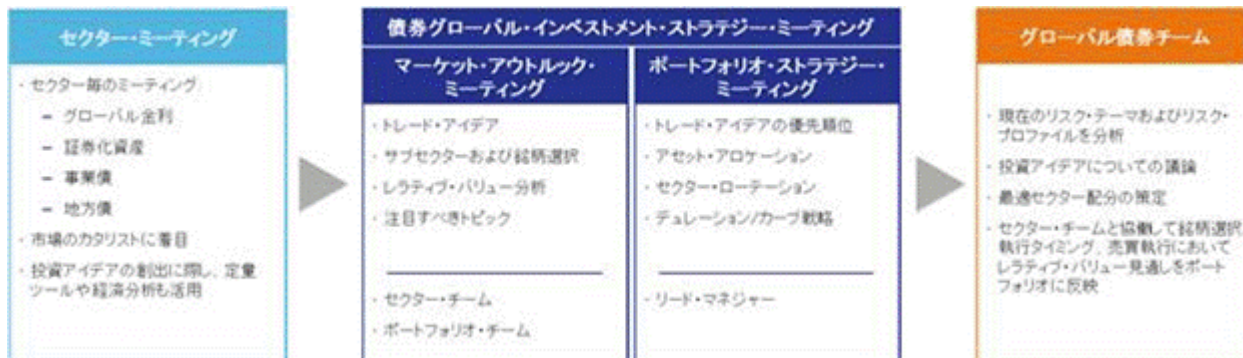 セクター・ミーティング
・セクター毎のミーティング
− グローバル金利
− 証券化資産
− 事業債
− 地方債
・市場のカタリストに着目
・投資アイデアの創出に際し、定量
ツールや経済分析も活用
債券グローバル・インベストメント・ストラテジー・ミーティング
マーケット・アウトルック・
ミーティング
・トレード・アイデア
・サブセクターおよび銘柄選択
・レラティブ・バリュー分析
・注目すべきトピック
・セクター・チーム
・ポートフォリオ・チーム
ポートフォリオ・ストラテジー・
ミーティング
・トレード・アイデアの優先順位
・アセット・アロケーション
・セクター・ローテーション
・デュレーション/カーブ戦略
・リード・マネジャー
グローバル債券チーム
・現在のリスク・テーマおよびリスク・
プロファイルを分析
・投資アイデアについての議論
・最適セクター配分の策定
・セクター・チームと協働して銘柄選択
執行タイミング、売買執行において
レラティブ・バリュー見通しをポート
フォリオに反映